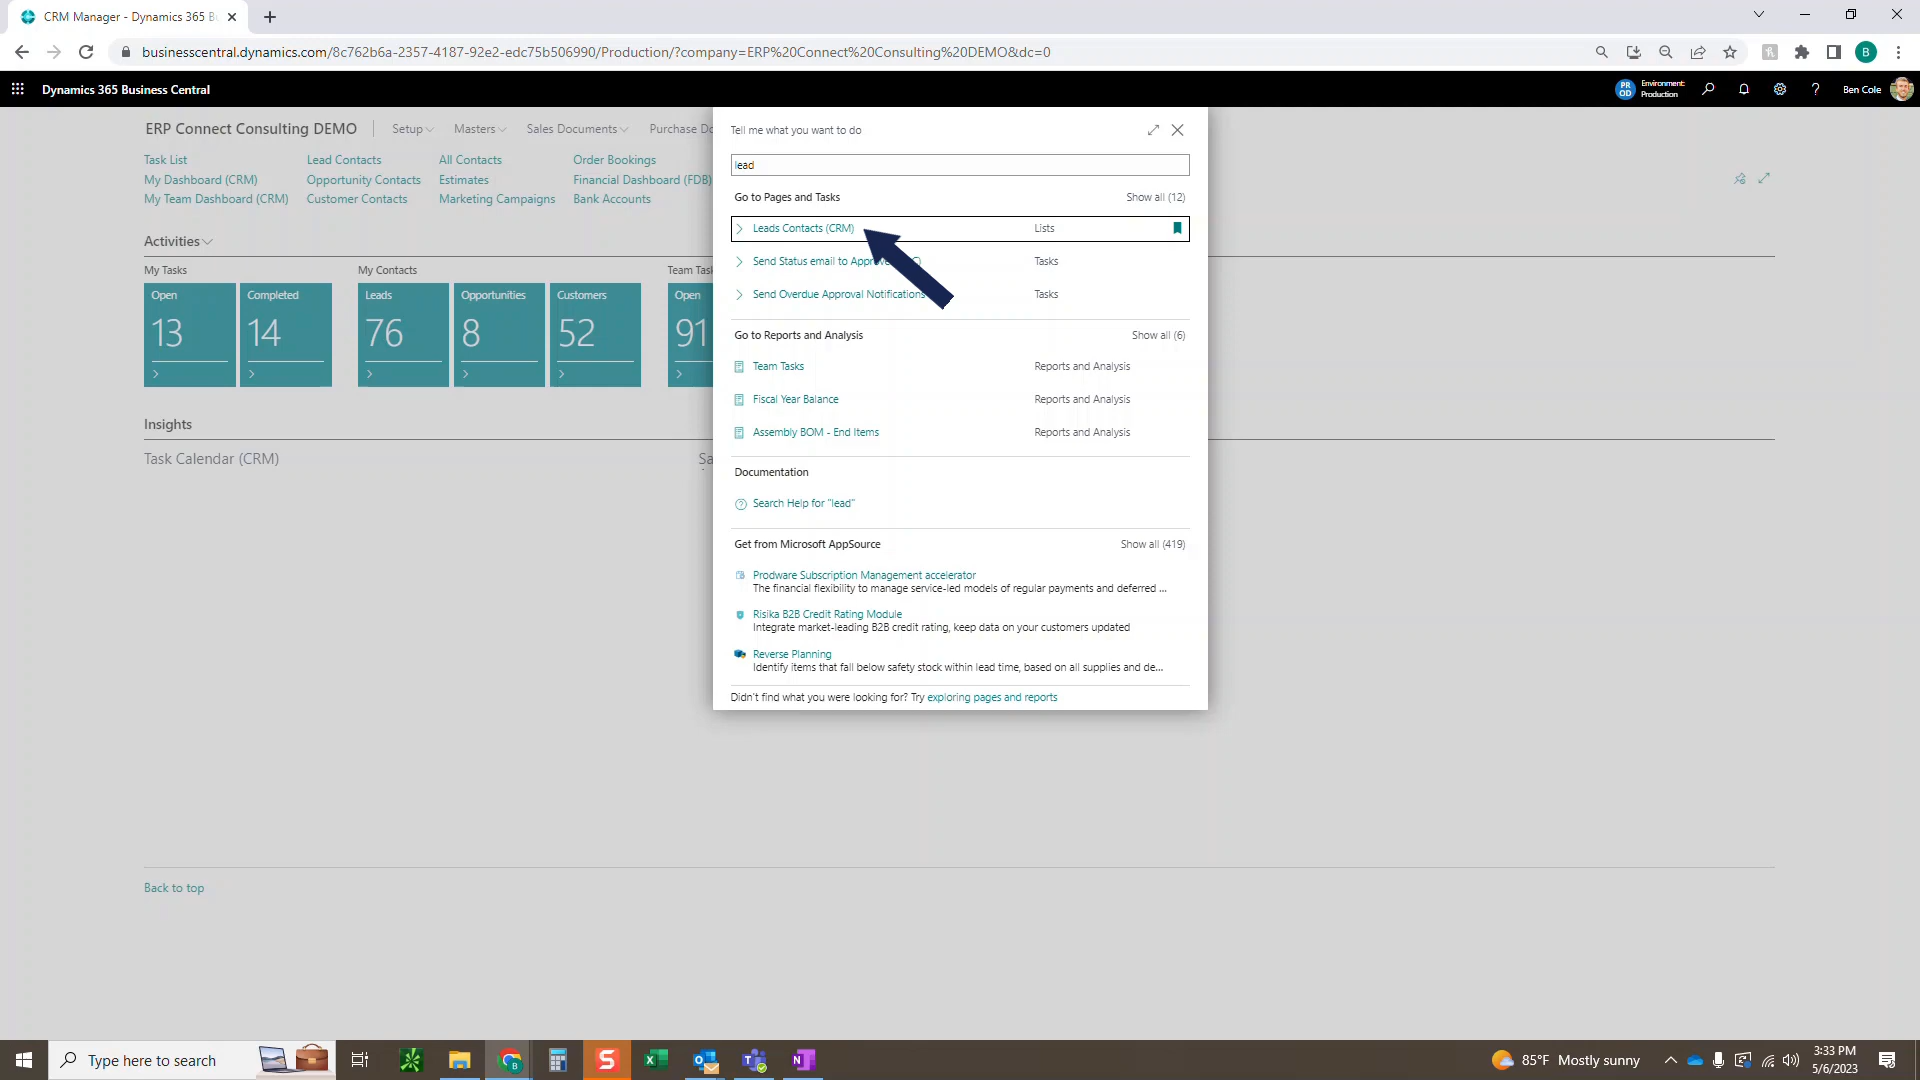 CRM Manager - Dynamics 365 B
businesscentral.dynamics.com/8c762b6a-2357-4187-92e2-edc75b506990/Production/?company=ERP%20Connect%20Consulting%20DEMO&dc=0
B
Dynamics 365 Business Central
PR
OD
Environment:
Production
?
Ben Cole
ERP Connect Consulting DEMO
Setup
Masters
Sales Documents
Purchase Do
Task List
Lead Contacts
All Contacts
Order Bookings
My Dashboard (CRM)
Opportunity Contacts
Estimates
Financial Dashboard (FDB)
My Team Dashboard (CRM)
Customer Contacts
Marketing Campaigns
Bank Accounts
Activities
My Tasks
My Contacts
Team Task
Open
13
Completed
14
Leads
76
Opportunities
8
Customers
52
Open
91
Insights
Task Calendar (CRM)
Sa
Back to top
Tell me what you want to do
lead
Go to Pages and Tasks
Show all (12)
Leads Contacts (CRM)
Lists
Send Status email to Approve
Tasks
Send Overdue Approval Notifications
Tasks
Go to Reports and Analysis
Show all (6)
Team Tasks
Reports and Analysis
Fiscal Year Balance
Reports and Analysis
Assembly BOM - End Items
Reports and Analysis
Documentation
Search Help for "lead"
Get from Microsoft AppSource
Show all (419)
Prodware Subscription Management accelerator
The financial flexibility to manage service-led models of regular payments and deferred ...
Risika B2B Credit Rating Module
Integrate market-leading B2B credit rating, keep data on your customers updated
Reverse Planning
Identify items that fall below safety stock within lead time, based on all supplies and de...
Didn't find what you were looking for? Try exploring pages and reports
Type here to search
85°F Mostly sunny
3:33 PM
5/6/2023